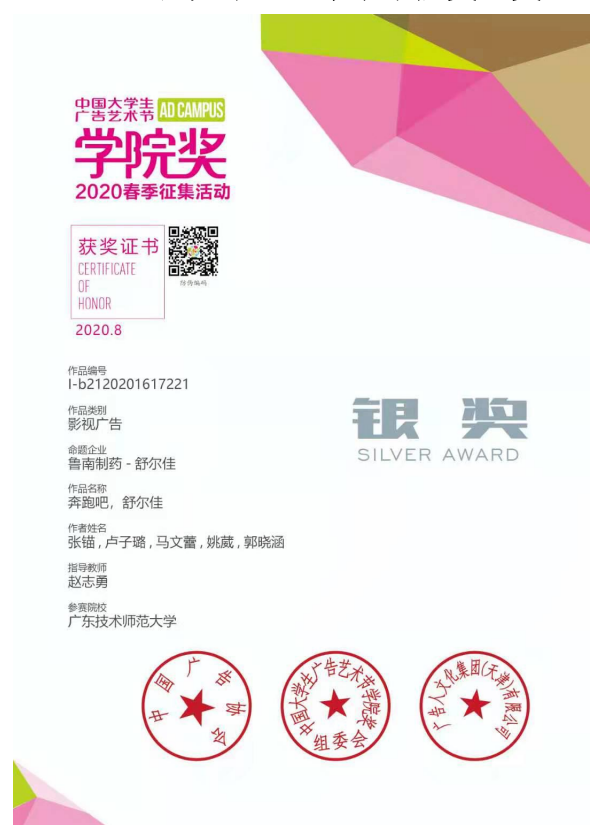 中国大学生
广告艺术节 AD CAMPUS
学院奖
2020春季征集活动
获奖证书
CERTIFICATE
OF
HONOR
防伪编码
2020.8
作品编号
I-b2120201617221
作品类别
影视广告
命题企业
鲁南制药 - 舒尔佳
作品名称
奔跑吧，舒尔佳
作者姓名
张锚 , 卢子璐 , 马文蕾 , 姚葳 , 郭晓涵
指导教师
赵志勇
参赛院校
广东技术师范大学
银奖
SILVER AWARD
中国广告协会
中国大学生广告艺术节学院奖
组委会
广告人文化集团(天津)有限公司